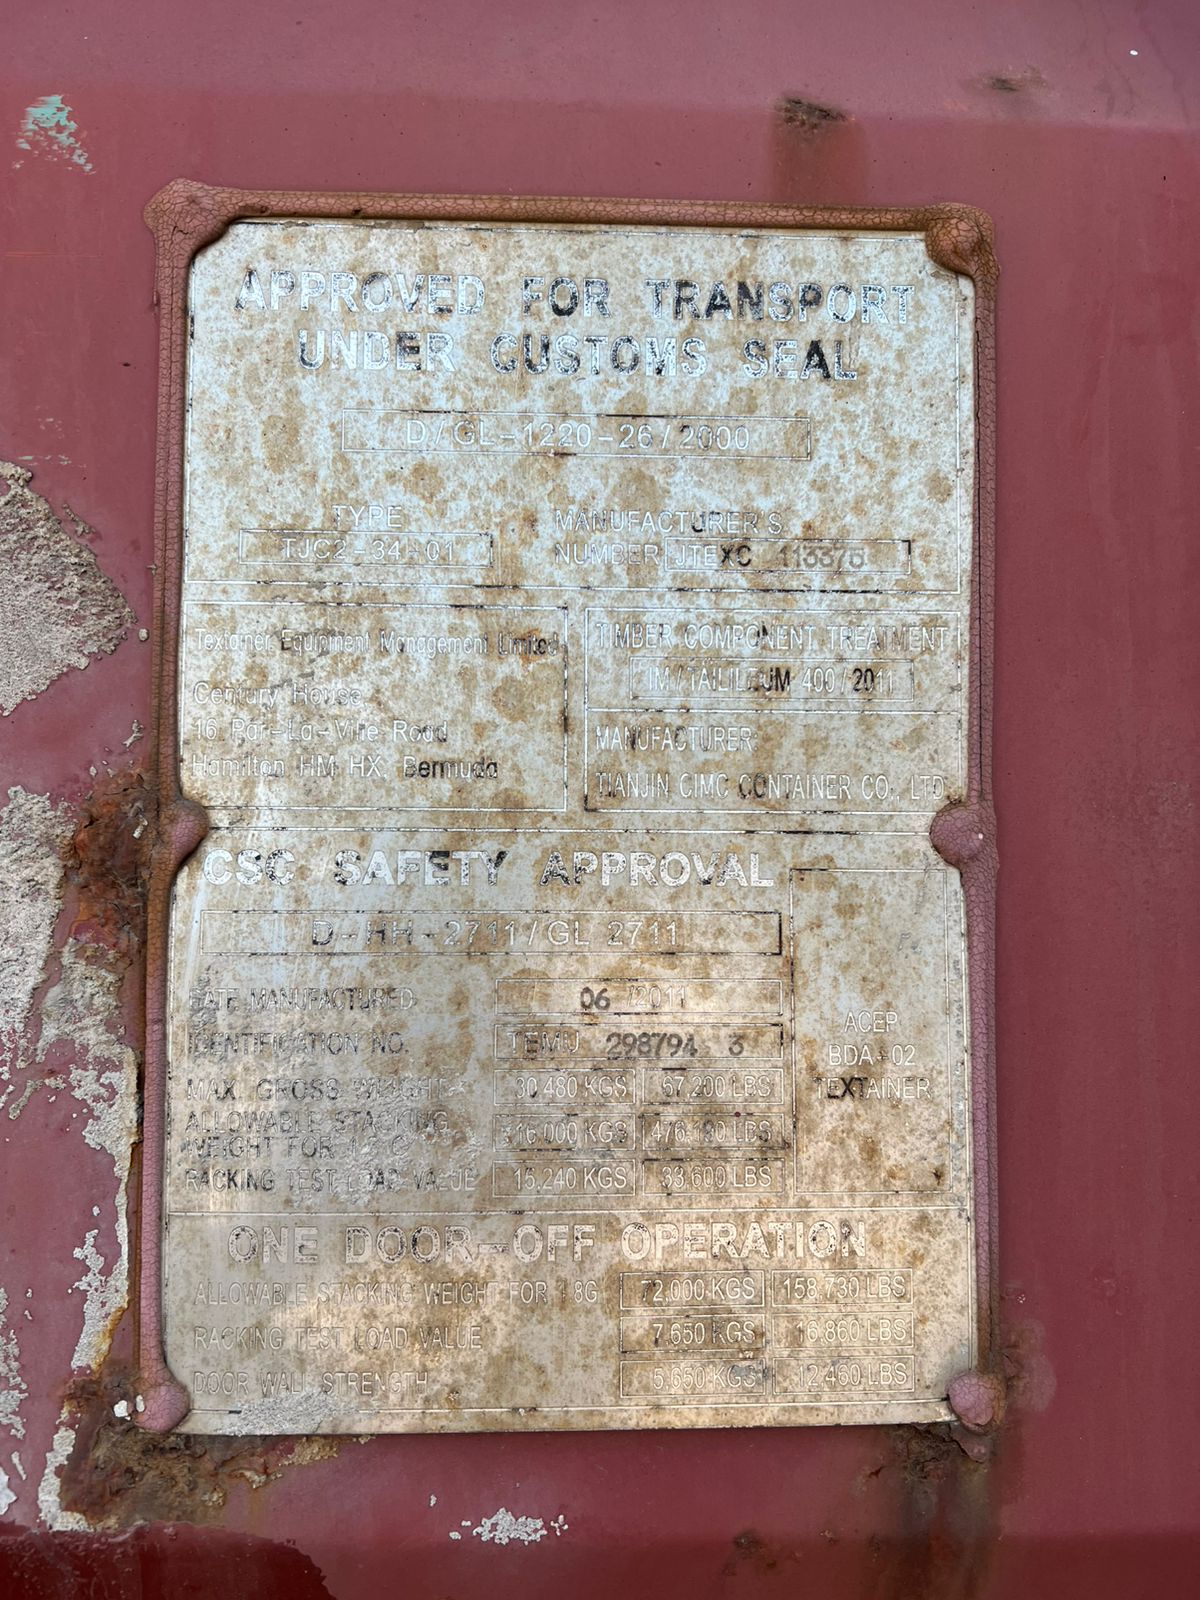 APPROVED FOR TRANSPORT
UNDER CUSTOMS SEAL
D/GL-1220-26/2000
TYPE
TJC2-34-01
MANUFACTURER'S
NUMBER JTEXC 113375
Textainer Equipment Management Limited
Century House
16 Par-La-Ville Road
Hamilton HM HX, Bermuda
TIMBER COMPONENT TREATMENT
IM/TAILILEUM 400/2011
MANUFACTURER:
TIANJIN CIMC CONTAINER CO., LTD
CSC SAFETY APPROVAL
D-HH-2711/GL 2711
DATE MANUFACTURED 06/2011
IDENTIFICATION NO. TEMU 298794 3
MAX. GROSS WEIGHT 30.480 KGS 67,200 LBS
ALLOWABLE STACKING
WEIGHT FOR 1.8 G 216.000 KGS 476,190 LBS
RACKING TEST LOAD VALUE 15.240 KGS 33,600 LBS
ACEP
BDA-02
TEXTAINER
ONE DOOR-OFF OPERATION
ALLOWABLE STACKING WEIGHT FOR 1.8G 72,000 KGS 158,730 LBS
RACKING TEST LOAD VALUE 7.650 KGS 16.860 LBS
DOOR WALL STRENGTH 5.650 KGS 12.460 LBS